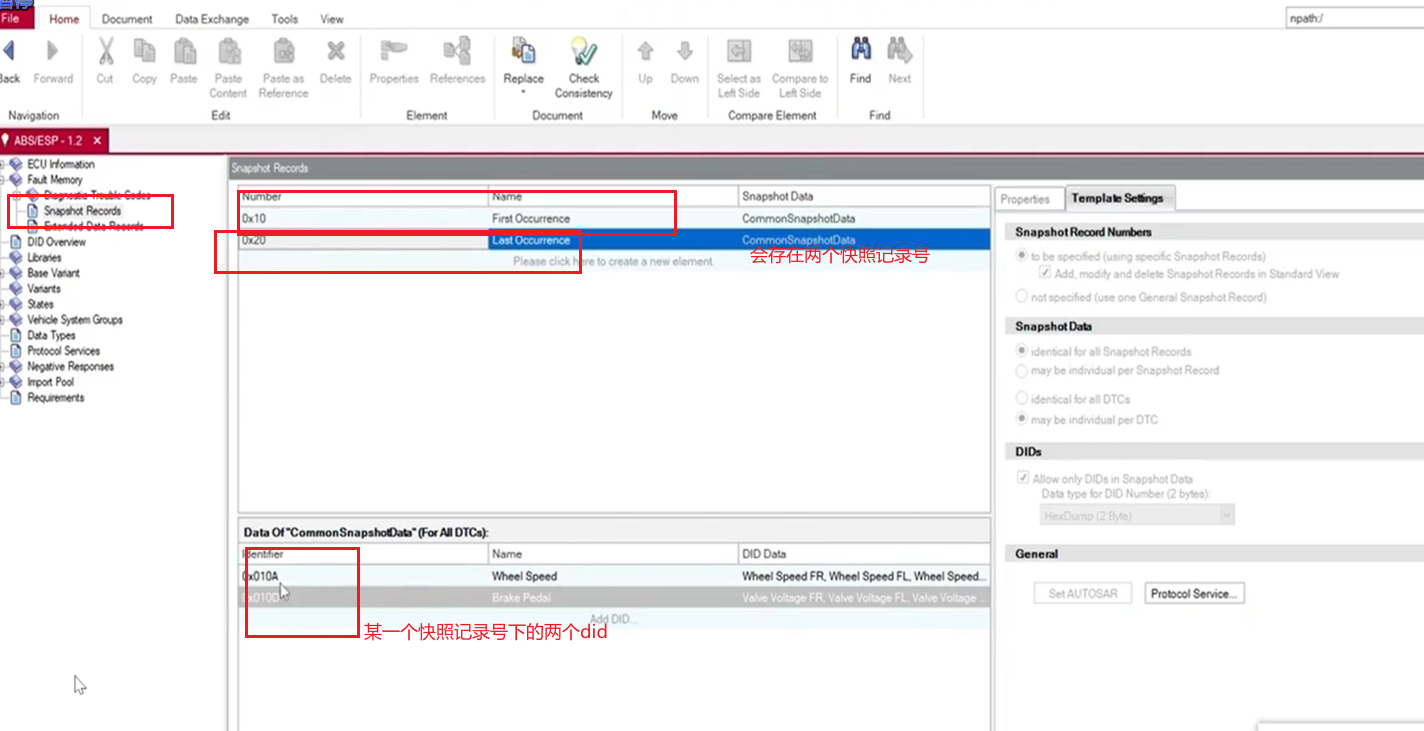 暂停
File Home Document Data Exchange Tools View
npath:/
Back Forward Cut Copy Paste Paste Content Paste as Reference Delete Properties References Replace Check Consistency Up Down Select as Left Side Compare to Left Side Find Next
Navigation Edit Element Document Move Compare Element Find
ABS/ESP - 1.2
ECU Information
Fault Memory
Diagnostic Trouble Codes
Snapshot Records
Extended Data Records
DID Overview
Libraries
Base Variant
Variants
States
Vehicle System Groups
Data Types
Protocol Services
Negative Responses
Import Pool
Requirements
Snapshot Records
Number Name Snapshot Data
0x10 First Occurrence CommonSnapshotData
0x20 Last Occurrence CommonSnapshotData
Please click here to create a new element.
会存在两个快照记录号
Data Of "CommonSnapshotData" (For All DTCs):
Identifier Name DID Data
0x010A Wheel Speed Wheel Speed FR, Wheel Speed FL, Wheel Speed...
0x010D Brake Pedal Valve Voltage FR, Valve Voltage FL, Valve Voltage...
Add DID...
某一个快照记录号下的两个did
Properties Template Settings
Snapshot Record Numbers
to be specified (using specific Snapshot Records)
Add, modify and delete Snapshot Records in Standard View
not specified (use one General Snapshot Record)
Snapshot Data
identical for all Snapshot Records
may be individual per Snapshot Record
identical for all DTCs
may be individual per DTC
DIDs
Allow only DIDs in Snapshot Data
Data type for DID Number (2 bytes):
HexDump (2 Byte)
General
Set AUTOSAR Protocol Service...